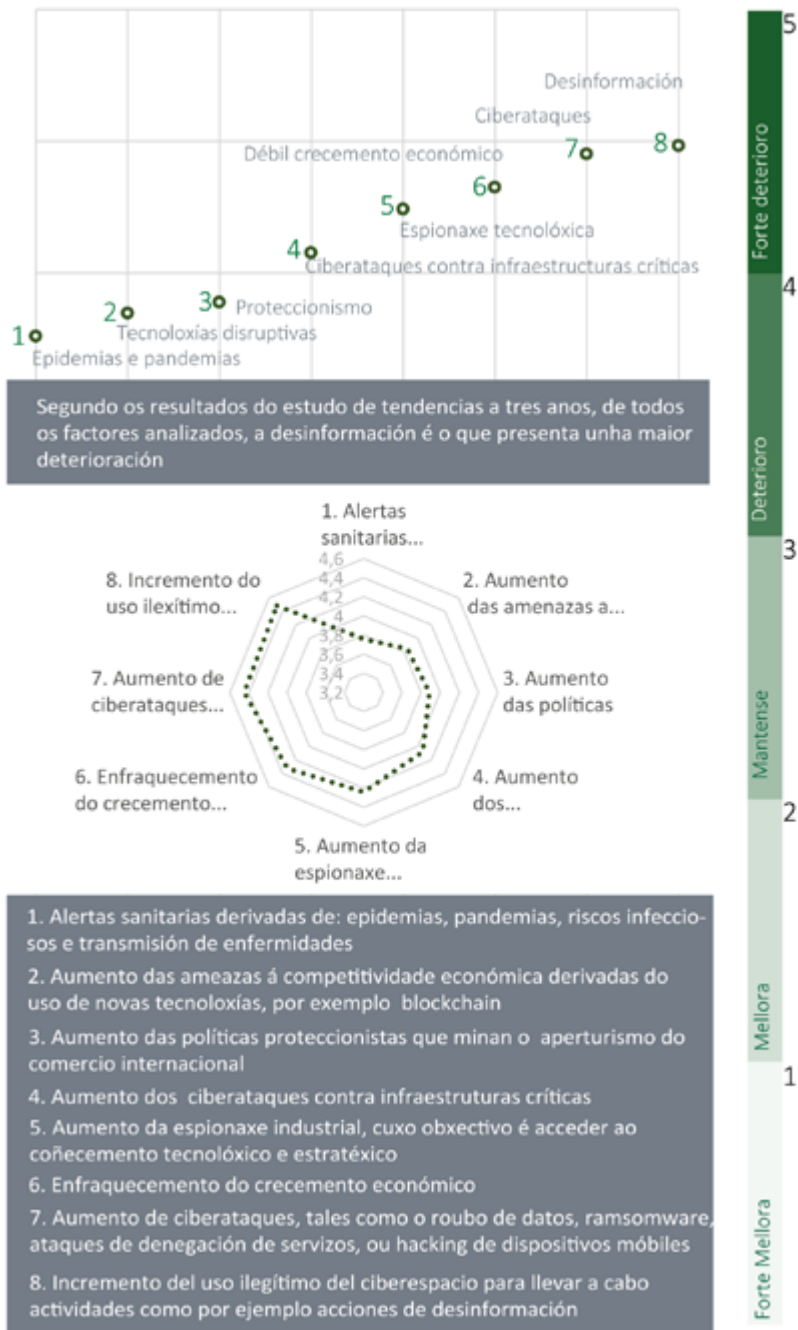 5
Desinformación
Ciberataques
Débil crecemento económico
7
8
6
5
Espionaxe tecnolóxica
4
Ciberataques contra infraestructuras críticas
4
3
Proteccionismo
2
Tecnoloxías disruptivas
1
Epidemias e pandemias
Forte deterioro
Segundo os resultados do estudo de tendencias a tres anos, de todos
os factores analizados, a desinformación é o que presenta unha maior
deterioración
Deterioro
3
1. Alertas
sanitarias...
4,6
4,4
4,2
4
3,8
3,6
3,4
3,2
8. Incremento do
uso ilexítimo...
2. Aumento
das amenazas a...
7. Aumento de
ciberataques...
3. Aumento
das políticas
6. Enfraquecemento
do crecemento...
4. Aumento
dos...
5. Aumento da
espionaxe...
Mantense
2
1. Alertas sanitarias derivadas de: epidemias, pandemias, riscos infeccio-
sos e transmisión de enfermidades
2. Aumento das ameazas á competitividade económica derivadas do
uso de novas tecnoloxías, por exemplo blockchain
3. Aumento das políticas proteccionistas que minan o aperturismo do
comercio internacional
4. Aumento dos ciberataques contra infraestruturas críticas
5. Aumento da espionaxe industrial, cuxo obxectivo é acceder ao
coñecemento tecnolóxico e estratéxico
6. Enfraquecemento do crecemento económico
7. Aumento de ciberataques, tales como o roubo de datos, ramsomware,
ataques de denegación de servizos, ou hacking de dispositivos móbiles
8. Incremento del uso ilegítimo del ciberespacio para llevar a cabo
actividades como por ejemplo acciones de desinformación
Mellora
1
Forte Mellora